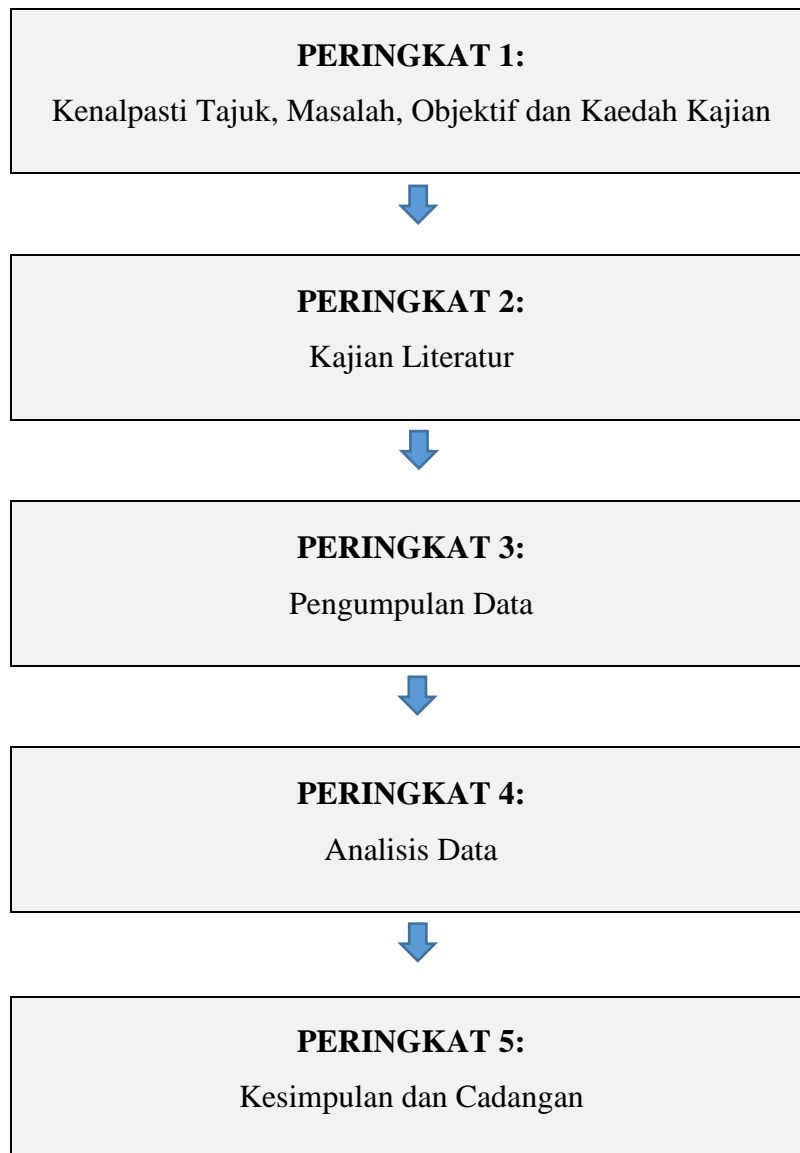 PERINGKAT 1:
Kenalpasti Tajuk, Masalah, Objektif dan Kaedah Kajian
PERINGKAT 2:
Kajian Literatur
PERINGKAT 3:
Pengumpulan Data
PERINGKAT 4:
Analisis Data
PERINGKAT 5:
Kesimpulan dan Cadangan